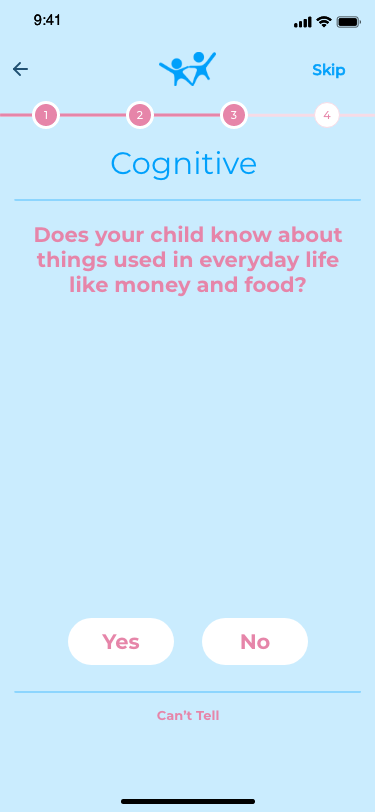 9:41
Skip
1 2 3 4
Cognitive
Does your child know about
things used in everyday life
like money and food?
Yes No
Can't Tell